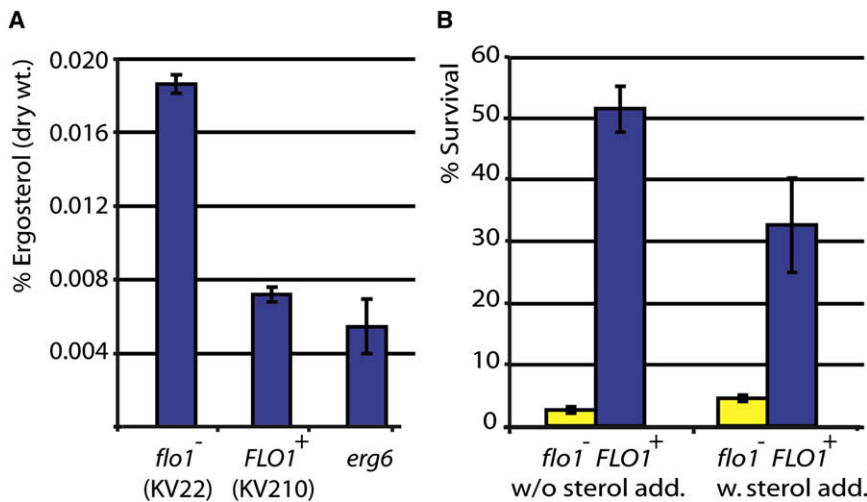 A
% Ergosterol (dry wt.)
0.020
0.016
0.012
0.008
0.004
flo1⁻
(KV22)
FLO1⁺
(KV210)
erg6
B
% Survival
60
50
40
30
20
10
0
flo1⁻ FLO1⁺
w/o sterol add.
flo1⁻ FLO1⁺
w. sterol add.